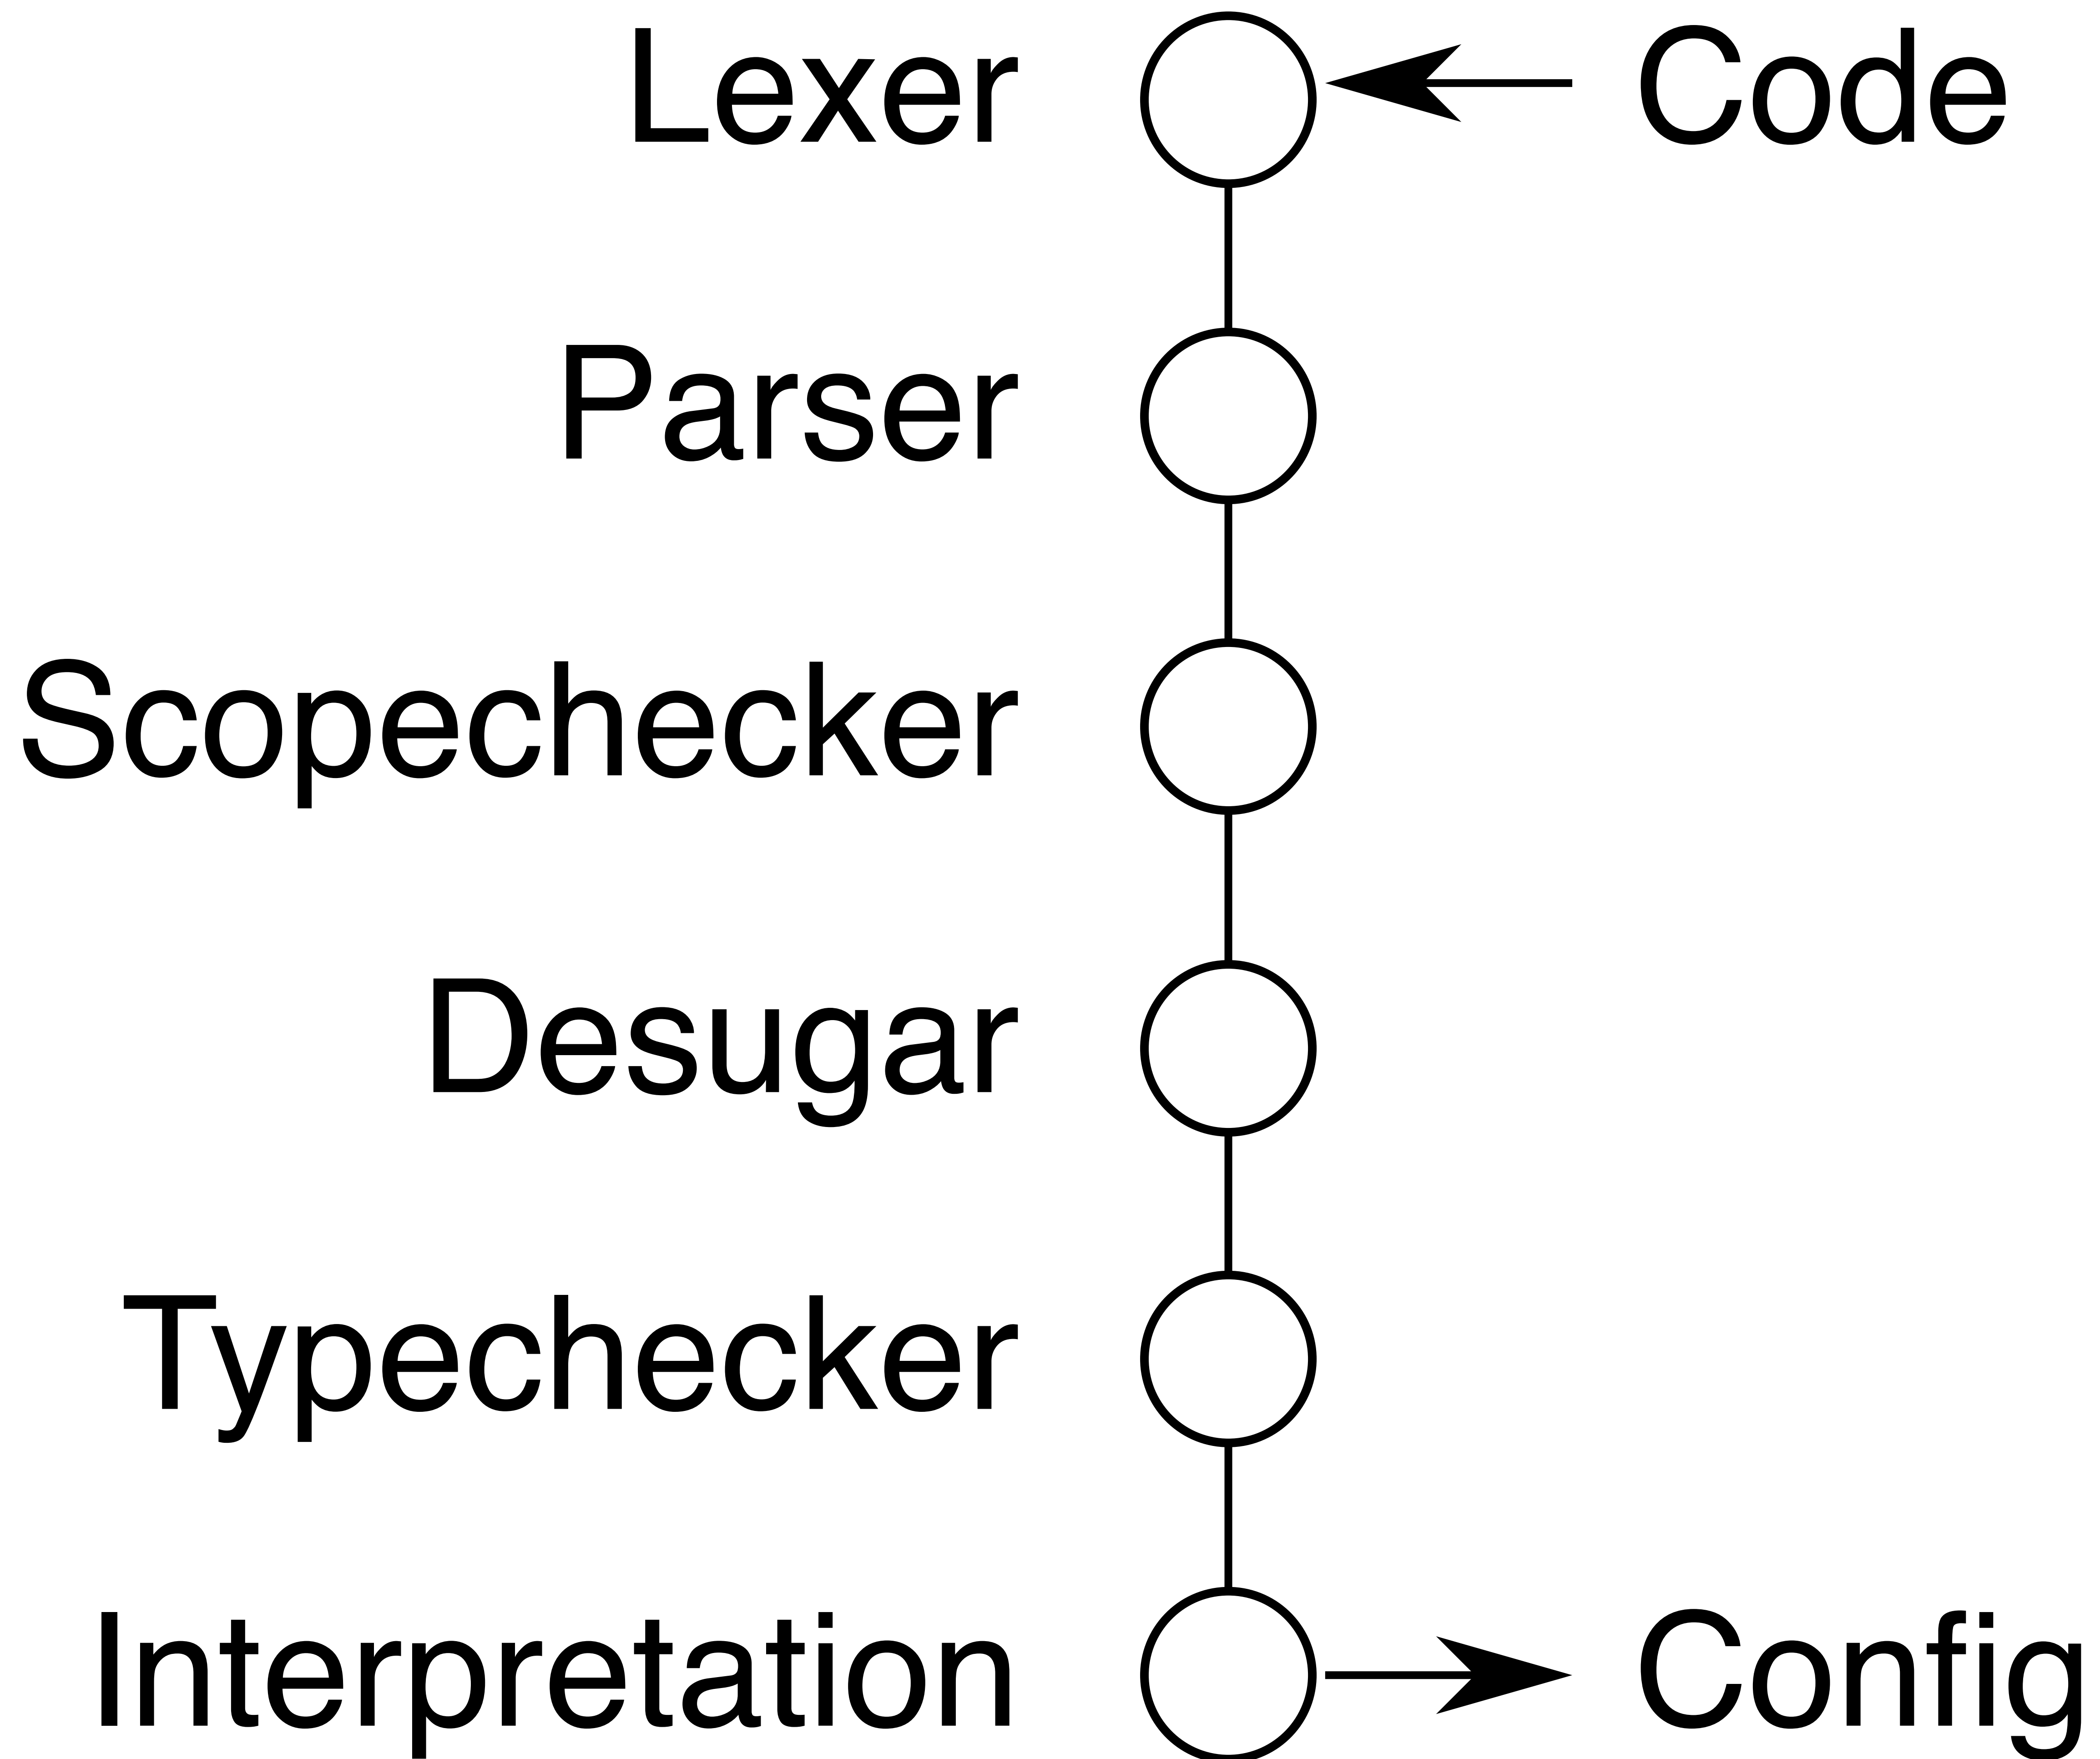 Lexer
Code
Parser
Scopechecker
Desugar
Typechecker
Interpretation
Config